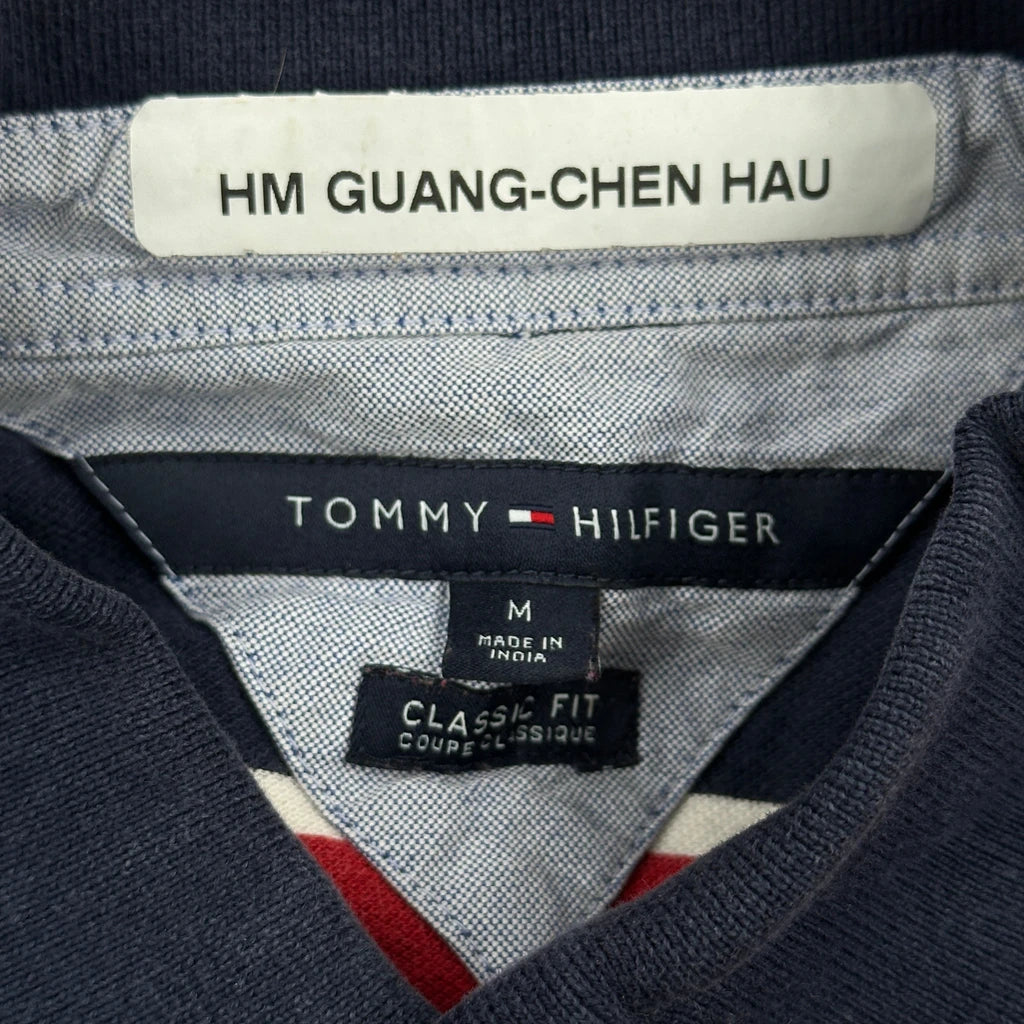 HM GUANG-CHEN HAU
TOMMY HILFIGER
M
MADE IN
INDIA
CLASSIC FIT
COUPE CLASSIQUE